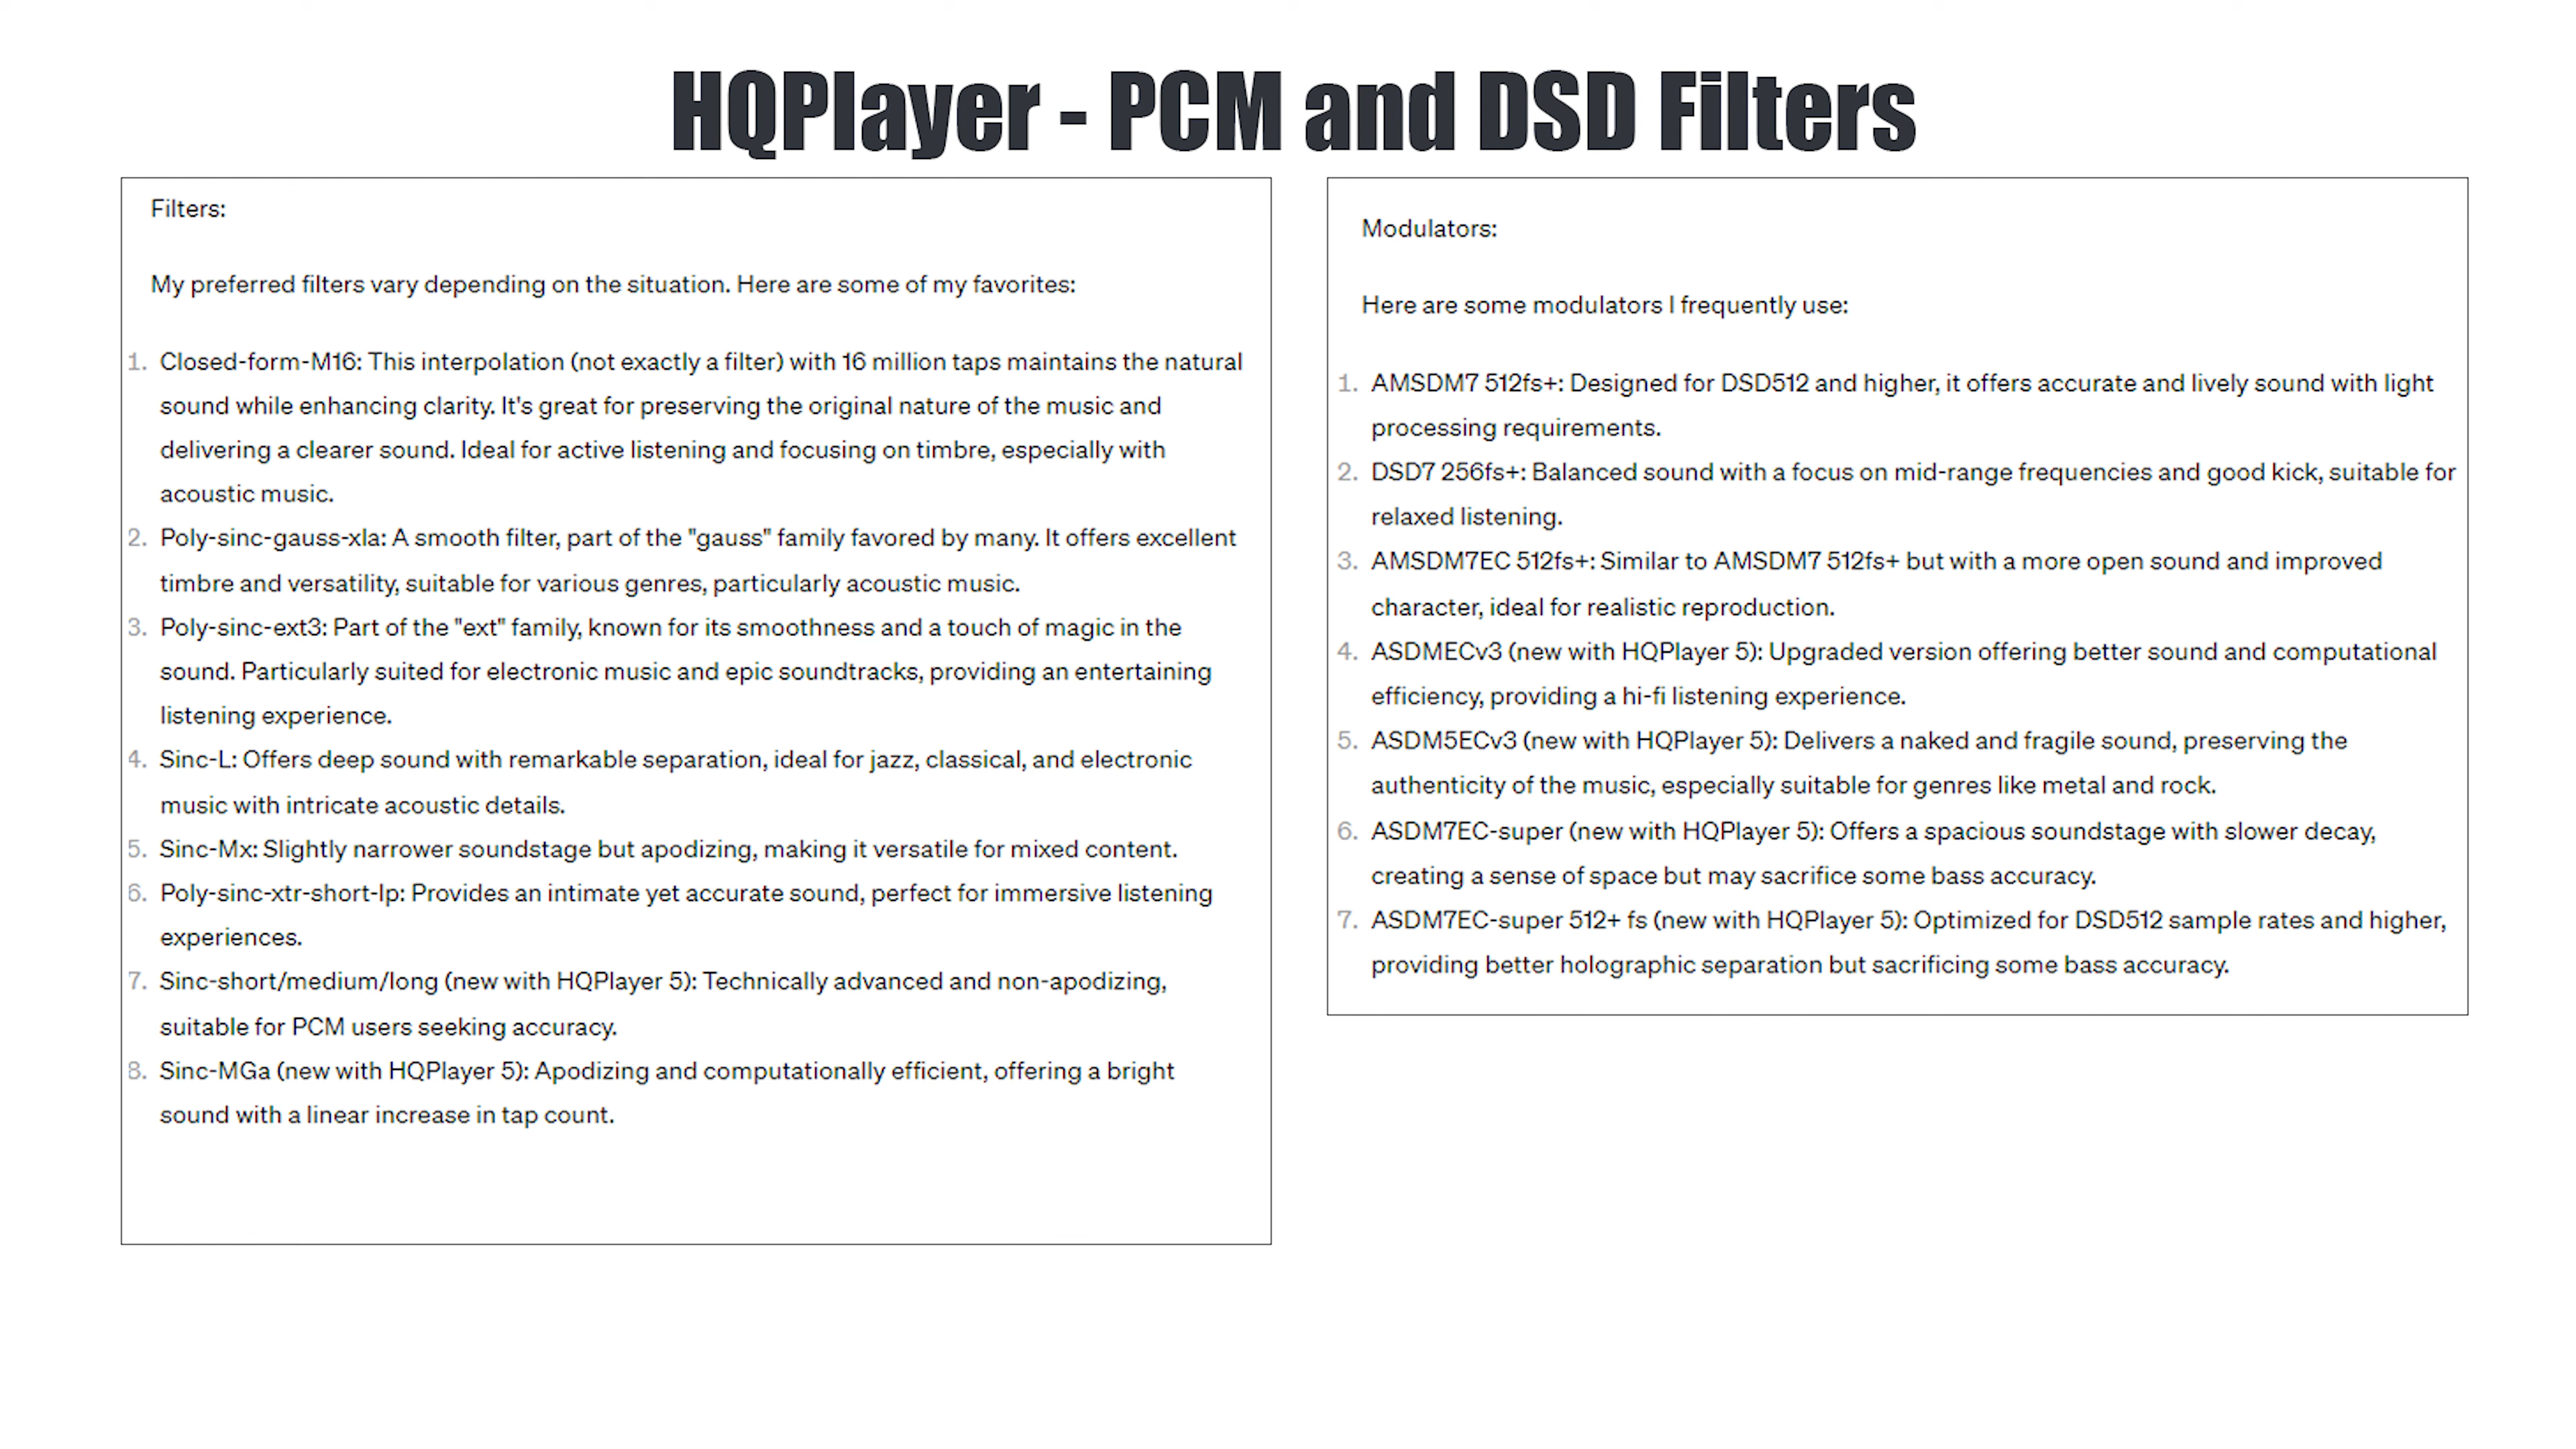 HQPlayer - PCM and DSD Filters
Filters:
My preferred filters vary depending on the situation. Here are some of my favorites:
1. Closed-form-M16: This interpolation (not exactly a filter) with 16 million taps maintains the natural
sound while enhancing clarity. It's great for preserving the original nature of the music and
delivering a clearer sound. Ideal for active listening and focusing on timbre, especially with
acoustic music.
2. Poly-sinc-gauss-xla: A smooth filter, part of the "gauss" family favored by many. It offers excellent
timbre and versatility, suitable for various genres, particularly acoustic music.
3. Poly-sinc-ext3: Part of the "ext" family, known for its smoothness and a touch of magic in the
sound. Particularly suited for electronic music and epic soundtracks, providing an entertaining
listening experience.
4. Sinc-L: Offers deep sound with remarkable separation, ideal for jazz, classical, and electronic
music with intricate acoustic details.
5. Sinc-Mx: Slightly narrower soundstage but apodizing, making it versatile for mixed content.
6. Poly-sinc-xtr-short-lp: Provides an intimate yet accurate sound, perfect for immersive listening
experiences.
7. Sinc-short/medium/long (new with HQPlayer 5): Technically advanced and non-apodizing,
suitable for PCM users seeking accuracy.
8. Sinc-MGa (new with HQPlayer 5): Apodizing and computationally efficient, offering a bright
sound with a linear increase in tap count.
Modulators:
Here are some modulators I frequently use:
1. AMSDM7 512fs+: Designed for DSD512 and higher, it offers accurate and lively sound with light
processing requirements.
2. DSD7 256fs+: Balanced sound with a focus on mid-range frequencies and good kick, suitable for
relaxed listening.
3. AMSDM7EC 512fs+: Similar to AMSDM7 512fs+ but with a more open sound and improved
character, ideal for realistic reproduction.
4. ASDMECv3 (new with HQPlayer 5): Upgraded version offering better sound and computational
efficiency, providing a hi-fi listening experience.
5. ASDM5ECv3 (new with HQPlayer 5): Delivers a naked and fragile sound, preserving the
authenticity of the music, especially suitable for genres like metal and rock.
6. ASDM7EC-super (new with HQPlayer 5): Offers a spacious soundstage with slower decay,
creating a sense of space but may sacrifice some bass accuracy.
7. ASDM7EC-super 512+ fs (new with HQPlayer 5): Optimized for DSD512 sample rates and higher,
providing better holographic separation but sacrificing some bass accuracy.